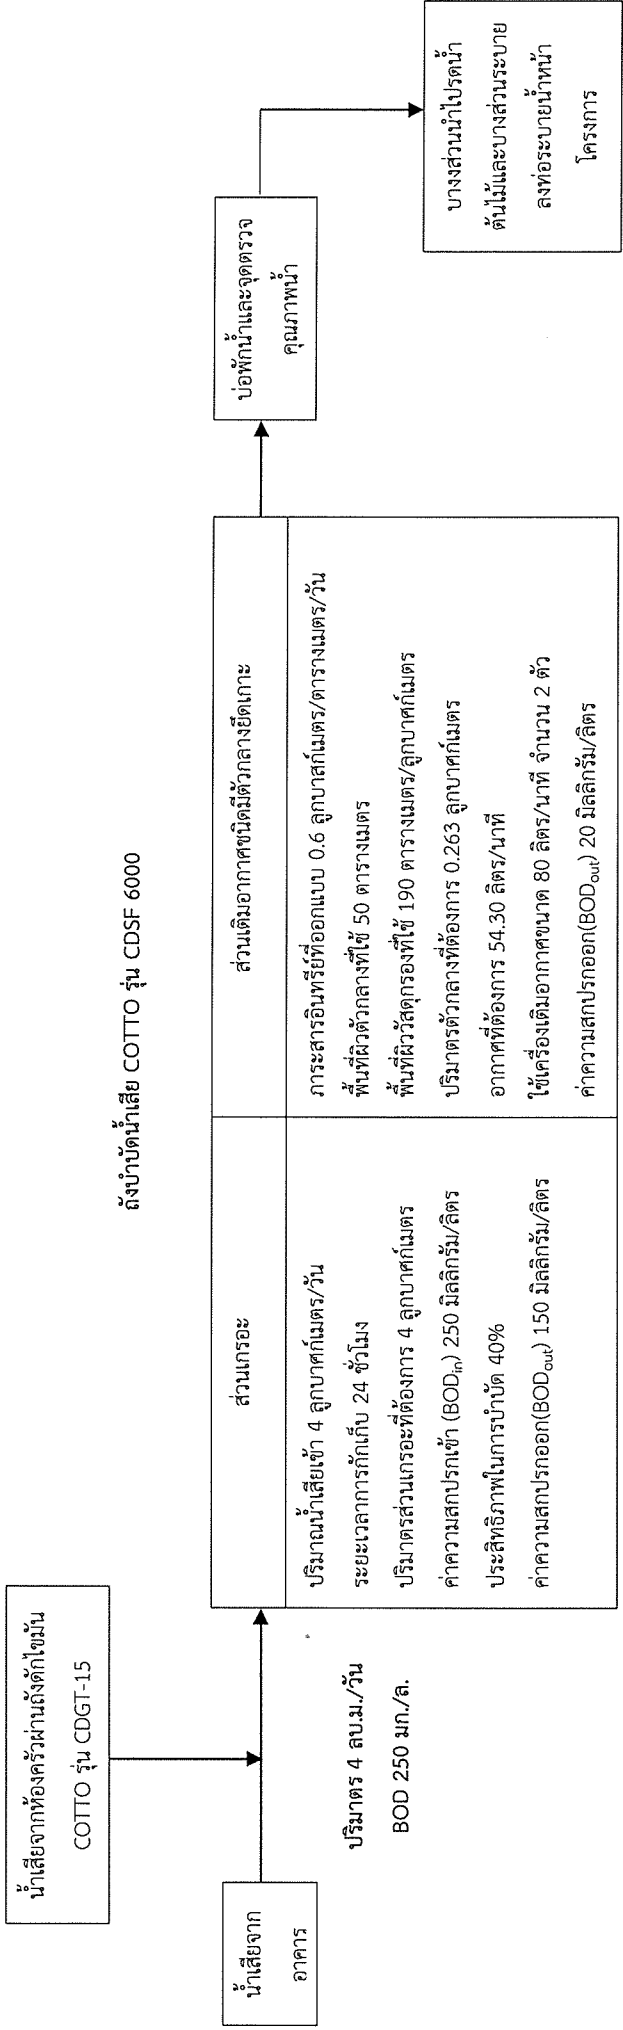 น้ำเสียจากห้องครัวผ่านถังดักไขมัน
COTTO รุ่น CDGT-15
น้ำเสียจาก
อาคาร
ปริมาตร 4 ลบ.ม./วัน
BOD 250 มก./ล.
ถังบำบัดน้ำเสีย COTTO รุ่น CDSF 6000
ส่วนเกรอะ
ปริมาณน้ำเสียเข้า 4 ลูกบาศก์เมตร/วัน
ระยะเวลาการกักเก็บ 24 ชั่วโมง
ปริมาตรส่วนเกรอะที่ต้องการ 4 ลูกบาศก์เมตร
ค่าความสกปรกเข้า (BODin) 250 มิลลิกรัม/ลิตร
ประสิทธิภาพในการบำบัด 40%
ค่าความสกปรกออก(BODout) 150 มิลลิกรัม/ลิตร
ส่วนเติมอากาศชนิดมีตัวกลางยึดเกาะ
ภาระสารอินทรีย์ที่ออกแบบ 0.6 ลูกบาสก์เมตร/ตารางเมตร/วัน
พื้นที่ผิวตัวกลางที่ใช้ 50 ตารางเมตร
พื้นที่ผิววัสดุกรองที่ใช้ 190 ตารางเมตร/ลูกบาศก์เมตร
ปริมาตรตัวกลางที่ต้องการ 0.263 ลูกบาศก์เมตร
อากาศที่ต้องการ 54.30 ลิตร/นาที
ใช้เครื่องเติมอากาศขนาด 80 ลิตร/นาที จำนวน 2 ตัว
ค่าความสกปรกออก(BODout) 20 มิลลิกรัม/ลิตร
บ่อพักน้ำและจุดตรวจ
คุณภาพน้ำ
บางงส่วนนำไปรดน้ำ
ต้นไม้และบางส่วนระบาย
ลงท่อระบายน้ำหน้า
โครงการ